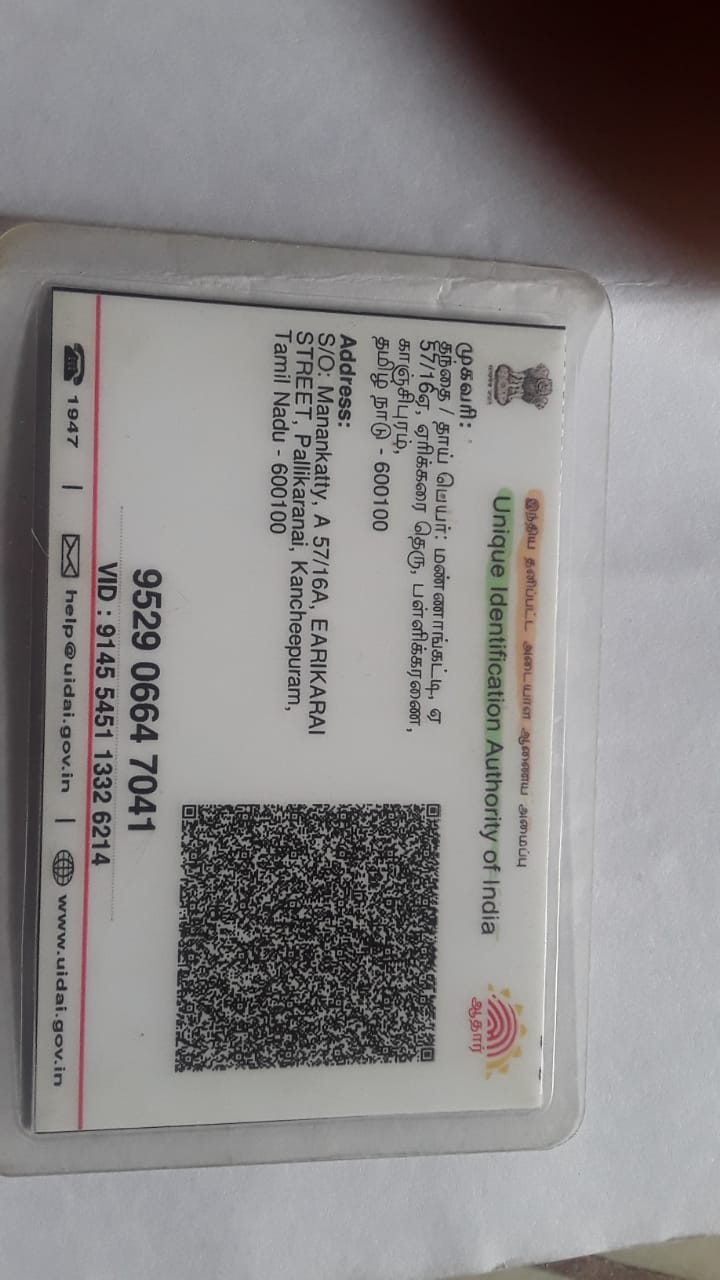 இந்திய தனிப்பட்ட அடையாள ஆணைய அமைப்பு
Unique Identification Authority of India
ஆதார்
முகவரி:
தந்தை / தாய் பெயர்: மண்ணாங்கட்டி, ஏ
57/16ஏ, ஏரிக்கரை தெரு, பள்ளிக்கரணை,
காஞ்சிபுரம்,
தமிழ் நாடு - 600100
Address:
S/O: Manankatty, A 57/16A, EARIKARAI
STREET, Pallikaranai, Kancheepuram,
Tamil Nadu - 600100
9529 0664 7041
VID : 9145 5451 1332 6214
1947 | help@uidai.gov.in | www.uidai.gov.in